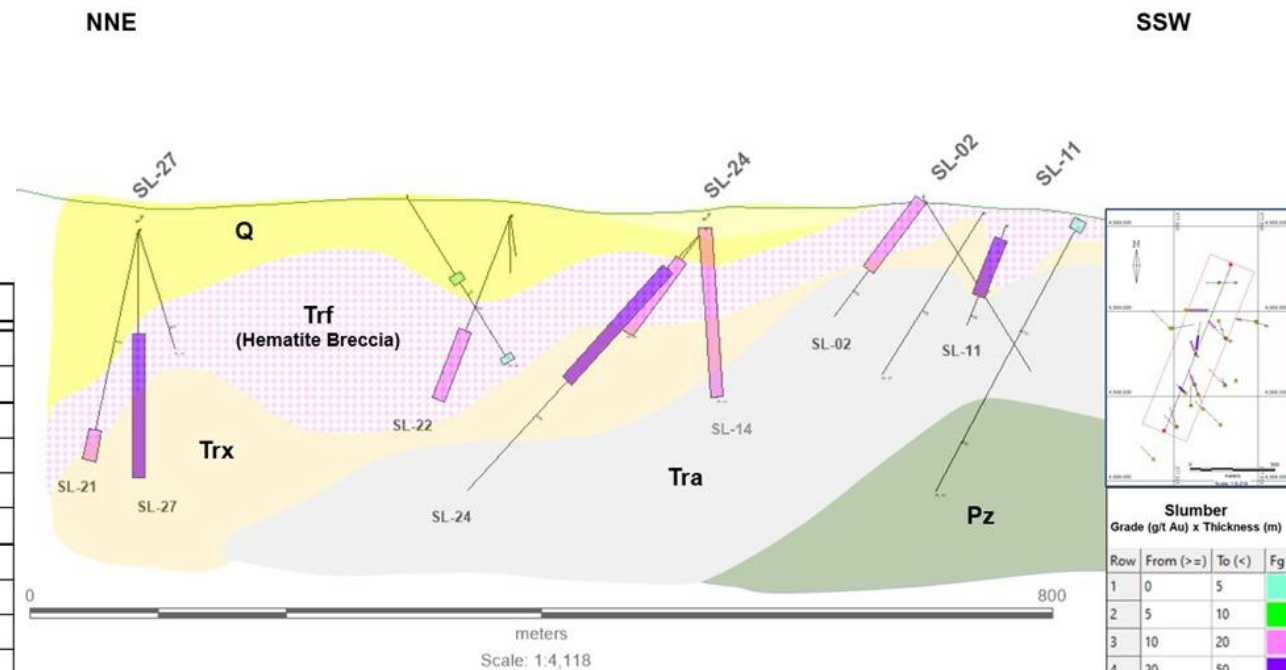 NNE
SSW
SL-27
SL-24
SL-02
SL-11
Q
Trf
(Hematite Breccia)
SL-02
SL-11
SL-22
SL-14
Trx
SL-21
SL-27
SL-24
Tra
Pz
0
800
meters
Scale: 1:4,118
N
0
meters
Slumber
Grade (g/t Au) x Thickness (m)
Row From (>=) To (<) Fg
1 0 5
2 5 10
3 10 20
4 20 50